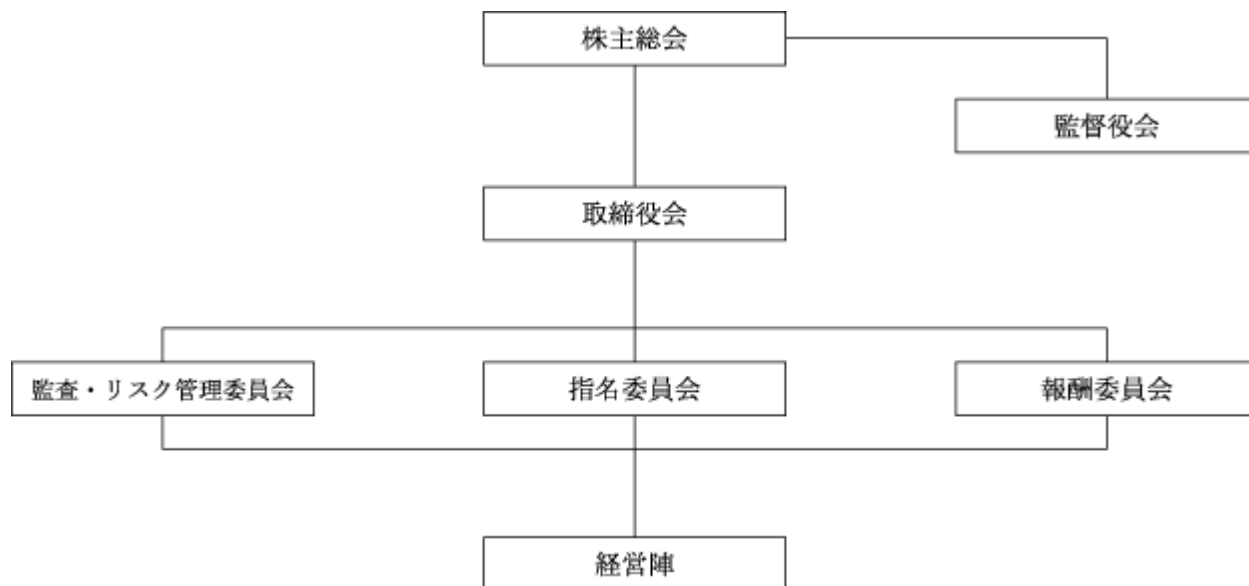 株主総会
監督役会
取締役会
監査・リスク管理委員会
指名委員会
報酬委員会
経営陣